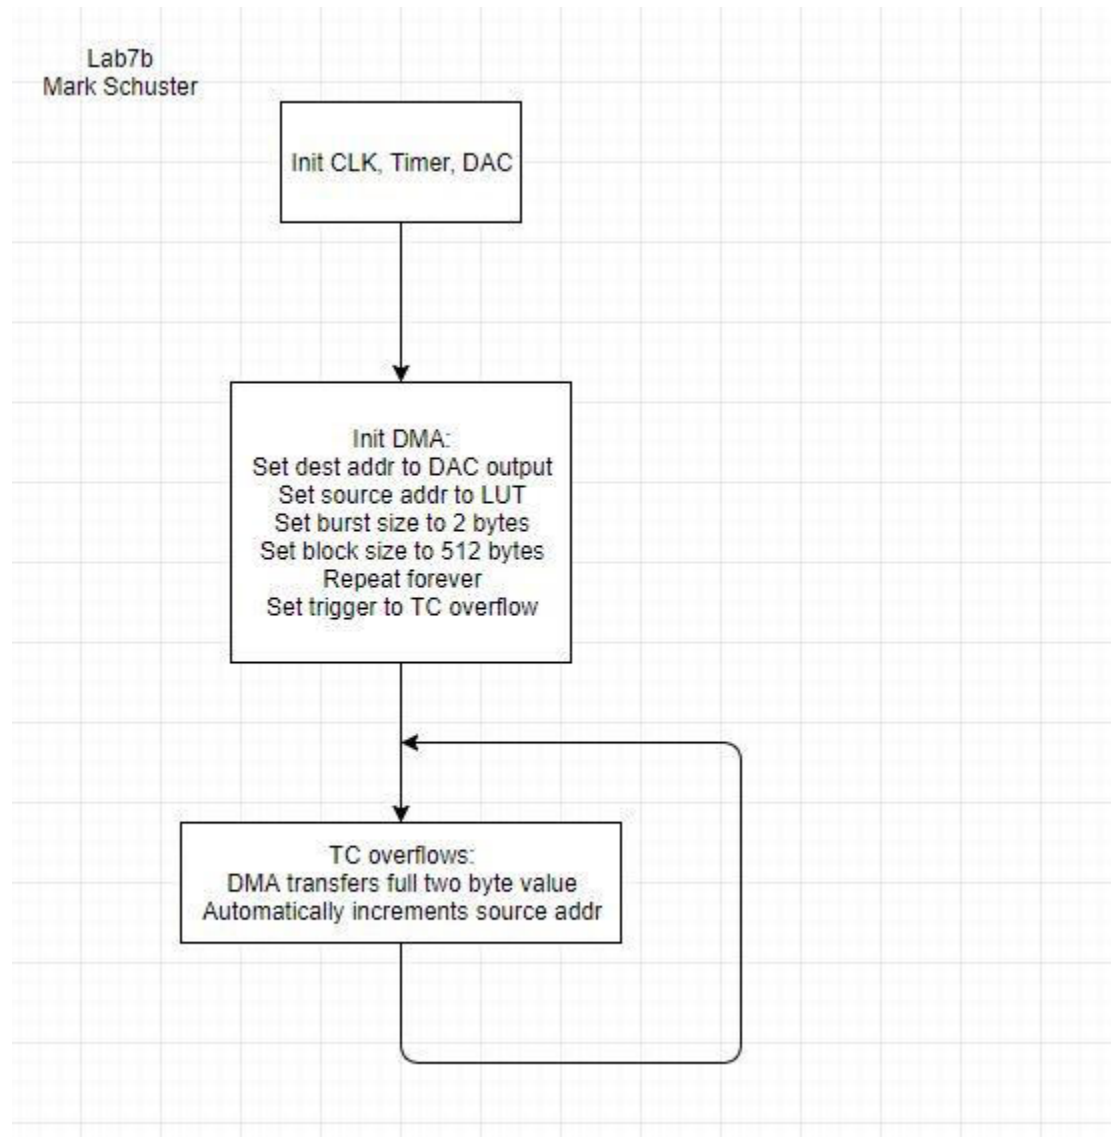 Lab7b
Mark Schuster
Init CLK, Timer, DAC
Init DMA:
Set dest addr to DAC output
Set source addr to LUT
Set burst size to 2 bytes
Set block size to 512 bytes
Repeat forever
Set trigger to TC overflow
TC overflows:
DMA transfers full two byte value
Automatically increments source addr